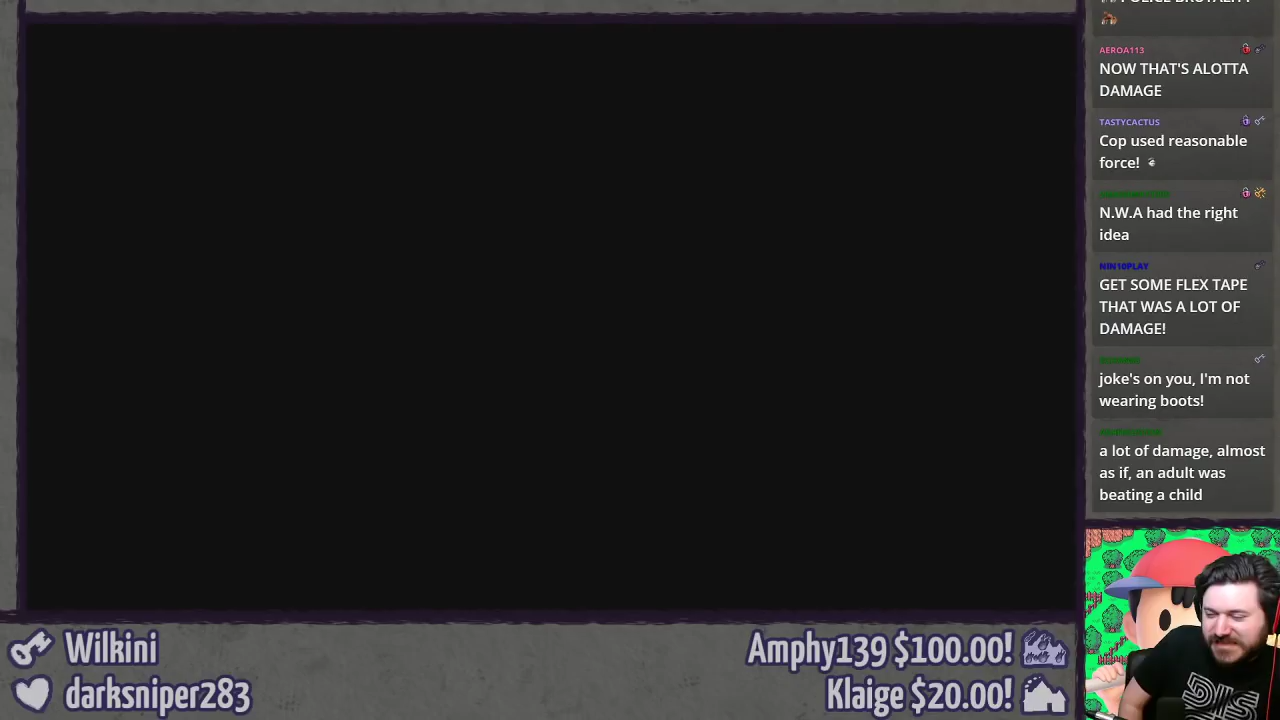 AEROA113
NOW THAT'S ALOTTA
DAMAGE
TASTYCACTUS
Cop used reasonable
force!
N.W.A had the right
idea
NIN10PLAY
GET SOME FLEX TAPE
THAT WAS A LOT OF
DAMAGE!
joke's on you, I'm not
wearing boots!
a lot of damage, almost
as if, an adult was
beating a child
Wilkini
darksniper283
Amphy139 $100.00!
Klaige $20.00!